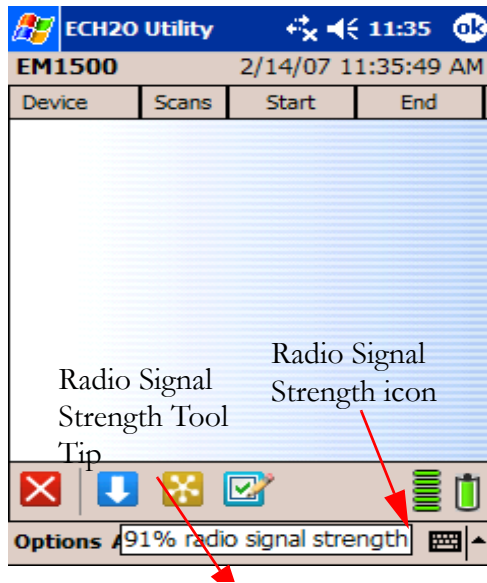 ECH2O Utility 11:35 ok
EM1500 2/14/07 11:35:49 AM
Device Scans Start End
Radio Signal
Strength Tool
Tip
Radio Signal
Strength icon
Options
91% radio signal strength